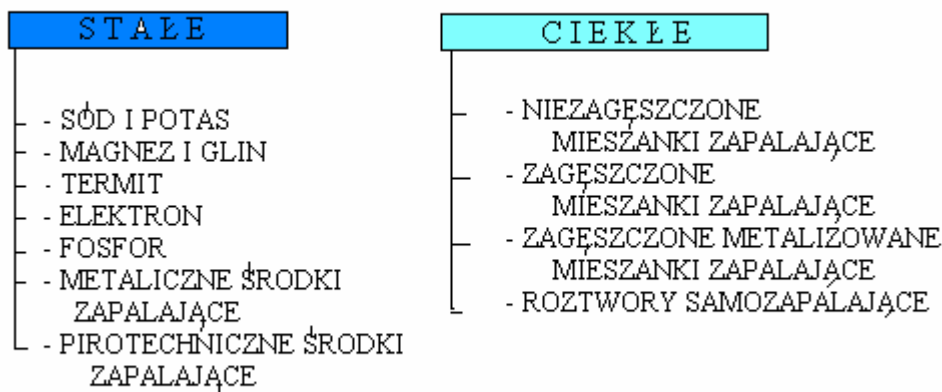 STAŁE
- SÓD I POTAS
- MAGNEZ I GLIN
- TERMIT
- ELEKTRON
- FOSFOR
- METALICZNE ŚRODKI
ZAPALAJĄCE
- PIROTECHNICZNE ŚRODKI
ZAPALAJĄCE
CIEKŁE
- NIEZAGĘSZCZONE
MIESZANKI ZAPALAJĄCE
- ZAGĘSZCZONE
MIESZANKI ZAPALAJĄCE
- ZAGĘSZCZONE METALIZOWANE
MIESZANKI ZAPALAJĄCE
- ROZTWORY SAMOZAPALAJĄCE